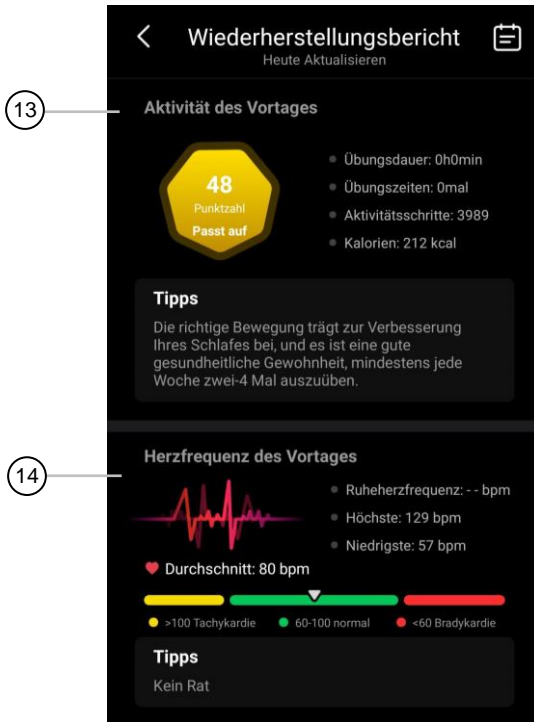 Wiederherstellungsbericht
Heute Aktualisieren
13
Aktivität des Vortages
48
Punktzahl
Passt auf
Übungsdauer: 0h0min
Übungszeiten: 0mal
Aktivitätsschritte: 3989
Kalorien: 212 kcal
Tipps
Die richtige Bewegung trägt zur Verbesserung
Ihres Schlafes bei, und es ist eine gute
gesundheitliche Gewohnheit, mindestens jede
Woche zwei-4 Mal auszuüben.
14
Herzfrequenz des Vortages
Ruheherzfrequenz: - - bpm
Höchste: 129 bpm
Niedrigste: 57 bpm
Durchschnitt: 80 bpm
>100 Tachykardie
60-100 normal
<60 Bradykardie
Tipps
Kein Rat